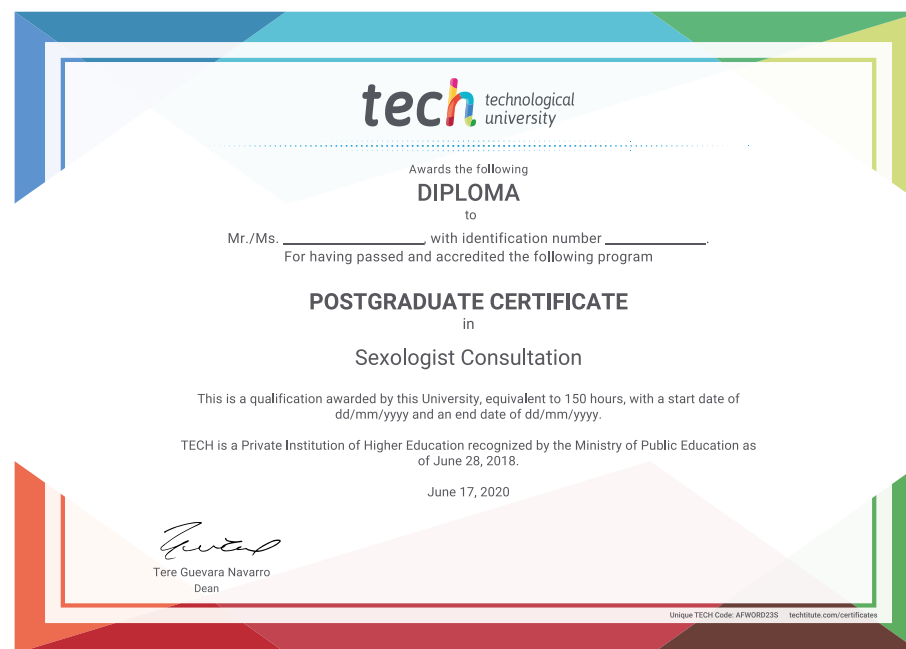 tech technological
university
Awards the following
DIPLOMA
to
Mr./Ms. ____________________, with identification number ______________.
For having passed and accredited the following program
POSTGRADUATE CERTIFICATE
in
Sexologist Consultation
This is a qualification awarded by this University, equivalent to 150 hours, with a start date of
dd/mm/yyyy and an end date of dd/mm/yyyy.
TECH is a Private Institution of Higher Education recognized by the Ministry of Public Education as
of June 28, 2018.
June 17, 2020
Tere Guevara Navarro
Dean
Unique TECH Code: AFWORD23S techtitute.com/certificates